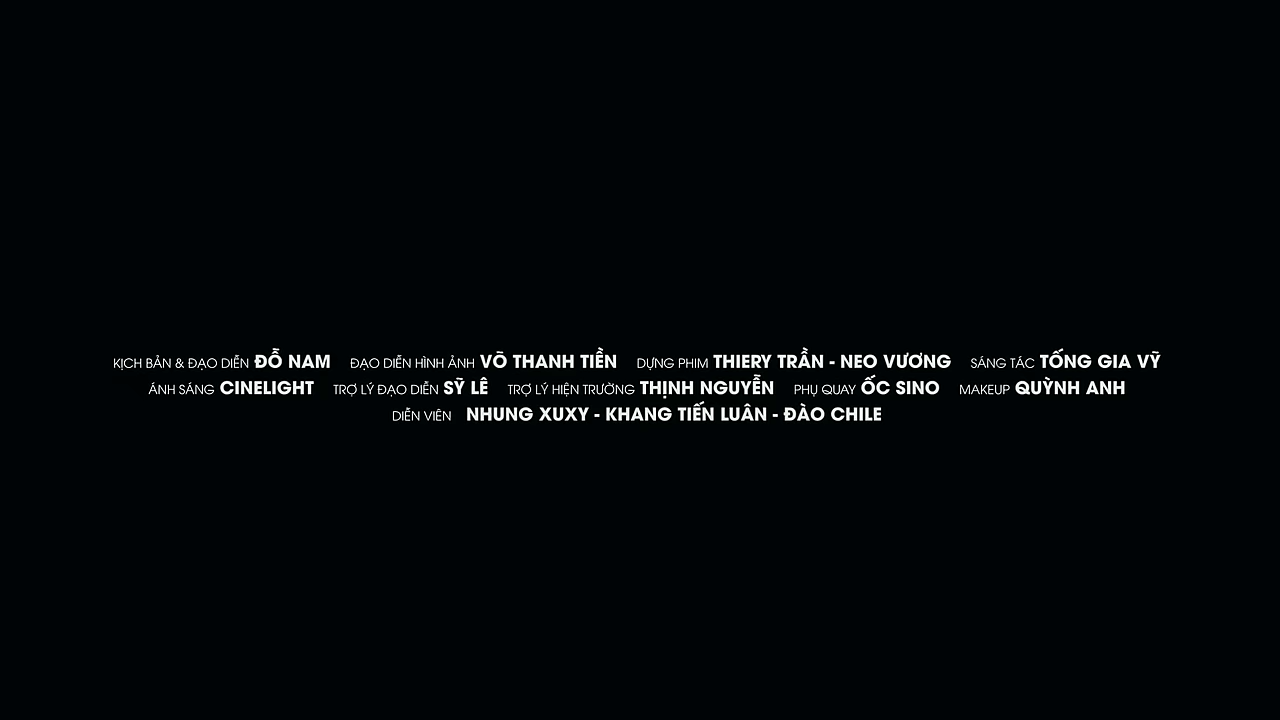 KỊCH BẢN & ĐẠO DIỄN ĐỖ NAM ĐẠO DIỄN HÌNH ẢNH VÕ THANH TIỀN DỰNG PHIM THIERY TRẦN - NEO VƯƠNG SÁNG TÁC TỐNG GIA VỸ
ÁNH SÁNG CINELIGHT TRỢ LÝ ĐẠO DIỄN SỸ LÊ TRỢ LÝ HIỆN TRƯỜNG THỊNH NGUYỄN PHỤ QUAY ỐC SINO MAKEUP QUỲNH ANH
DIỄN VIÊN NHUNG XUXY - KHANG TIẾN LUÂN - ĐÀO CHILE